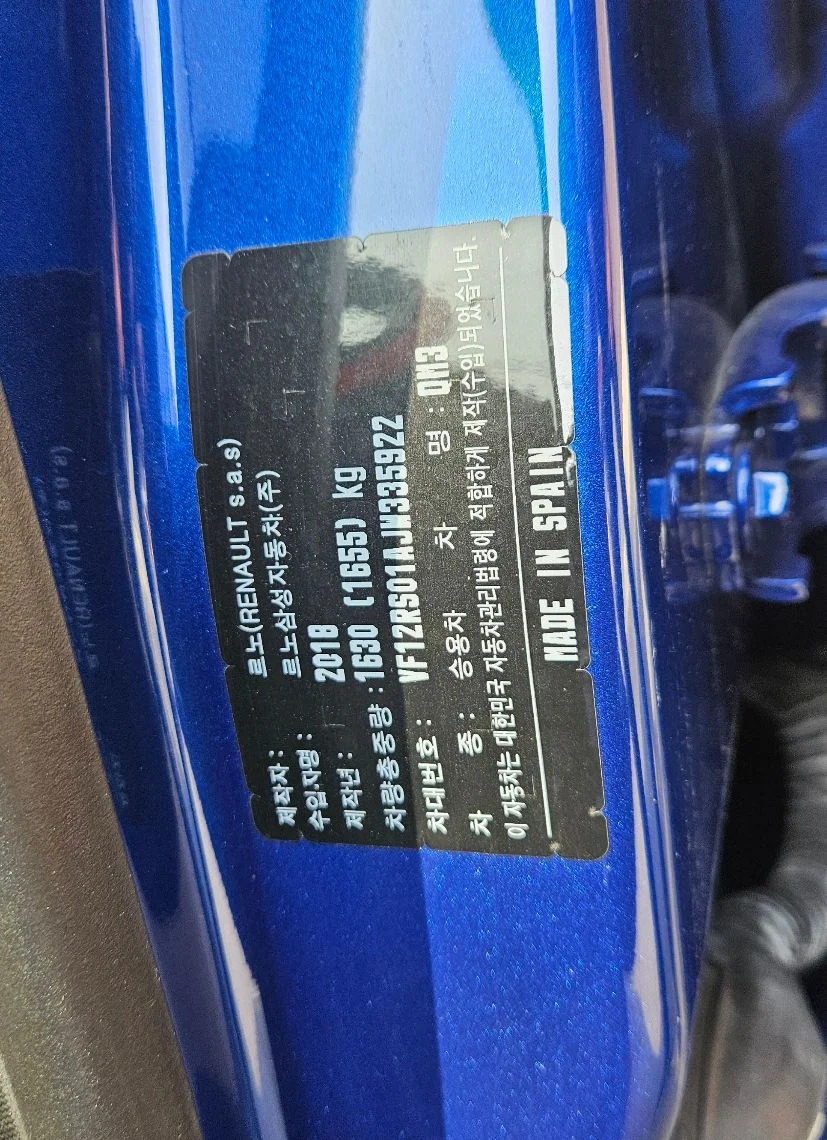 제작자 : 르노(RENAULT s.a.s)
수입자명 : 르노삼성자동차(주)
제작년 : 2018
차량총중량 : 1630 (1655) kg
차대번호 : VF12RS01AJW335922
차 종 : 승용차 차 명 : QM3
이 자동차는 대한민국 자동차관리법령에 적합하게 제작(수입)되었습니다.
MADE IN SPAIN